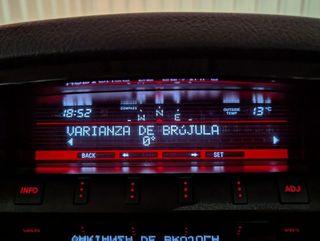 18:52 COMPASS OUTSIDE TEMP 13°C
W N E
VARIANZA DE BRÚJULA
0°
BACK SET
INFO ADJ